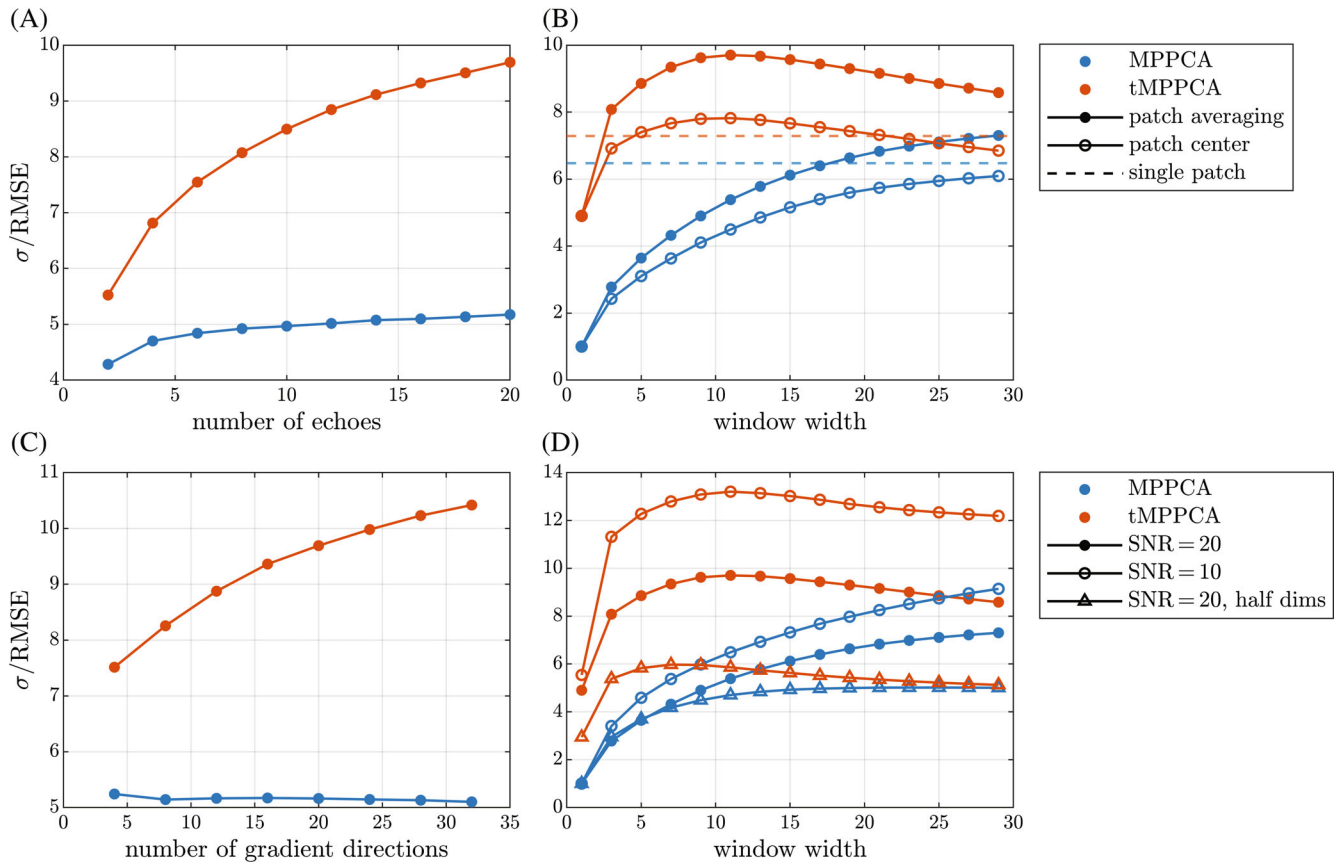 (A)
10
9
8
7
6
5
4
σ/RMSE
0 5 10 15 20
number of echoes
(B)
10
8
6
4
2
0
0 5 10 15 20 25 30
window width
MPPCA
tMPPCA
patch averaging
patch center
single patch
(C)
11
10
9
8
7
6
5
σ/RMSE
0 5 10 15 20 25 30 35
number of gradient directions
(D)
14
12
10
8
6
4
2
0
0 5 10 15 20 25 30
window width
MPPCA
tMPPCA
SNR = 20
SNR = 10
SNR = 20, half dims